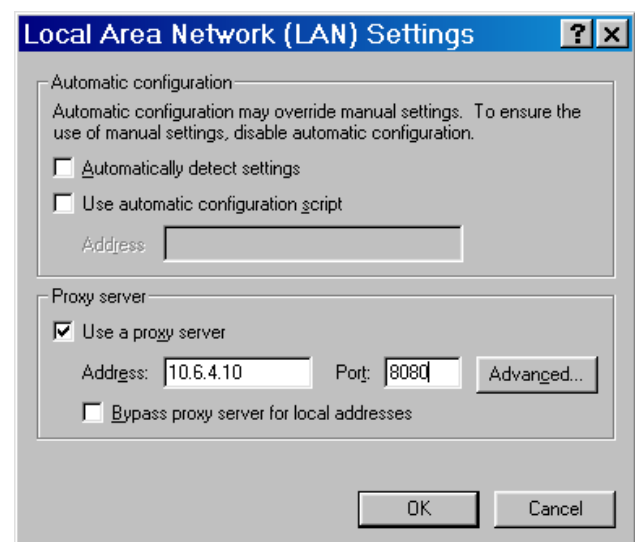 Local Area Network (LAN) Settings
Automatic configuration
Automatic configuration may override manual settings. To ensure the
use of manual settings, disable automatic configuration.
Automatically detect settings
Use automatic configuration script
Address
Proxy server
Use a proxy server
Address: 10.6.4.10 Port: 8080 Advanced...
Bypass proxy server for local addresses
OK Cancel